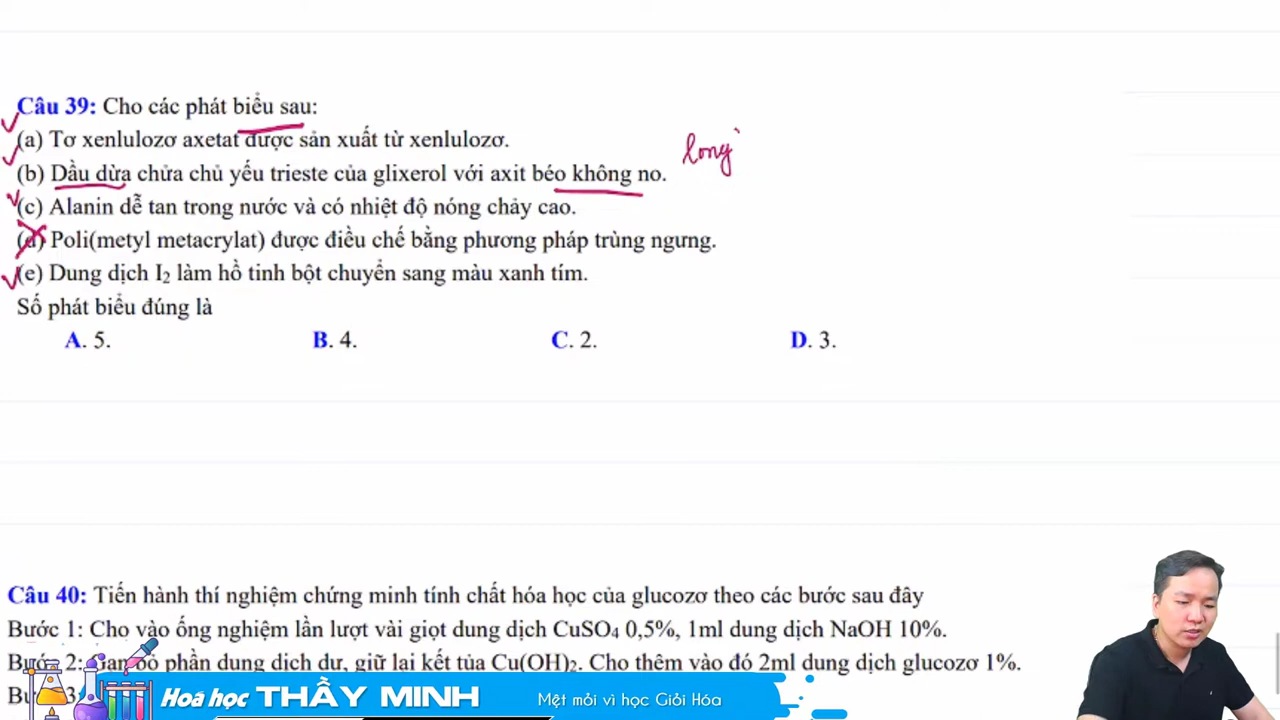 Câu 39: Cho các phát biểu sau:
(a) Tơ xenlulozơ axetat được sản xuất từ xenlulozơ.
lỏng
(b) Dầu dừa chứa chủ yếu trieste của glixerol với axit béo không no.
(c) Alanin dễ tan trong nước và có nhiệt độ nóng chảy cao.
(d) Poli(metyl metacrylat) được điều chế bằng phương pháp trùng ngưng.
(e) Dung dịch I₂ làm hồ tinh bột chuyển sang màu xanh tím.
Số phát biểu đúng là
A. 5. B. 4. C. 2. D. 3.
Câu 40: Tiến hành thí nghiệm chứng minh tính chất hóa học của glucozơ theo các bước sau đây
Bước 1: Cho vào ống nghiệm lần lượt vài giọt dung dịch CuSO₄ 0,5%, 1ml dung dịch NaOH 10%.
Bước 2: Gạn bỏ phần dung dịch dư, giữ lại kết tủa Cu(OH)₂. Cho thêm vào đó 2ml dung dịch glucozơ 1%.
Hoá học THẦY MINH
Mệt mỏi vì học Giỏi Hóa